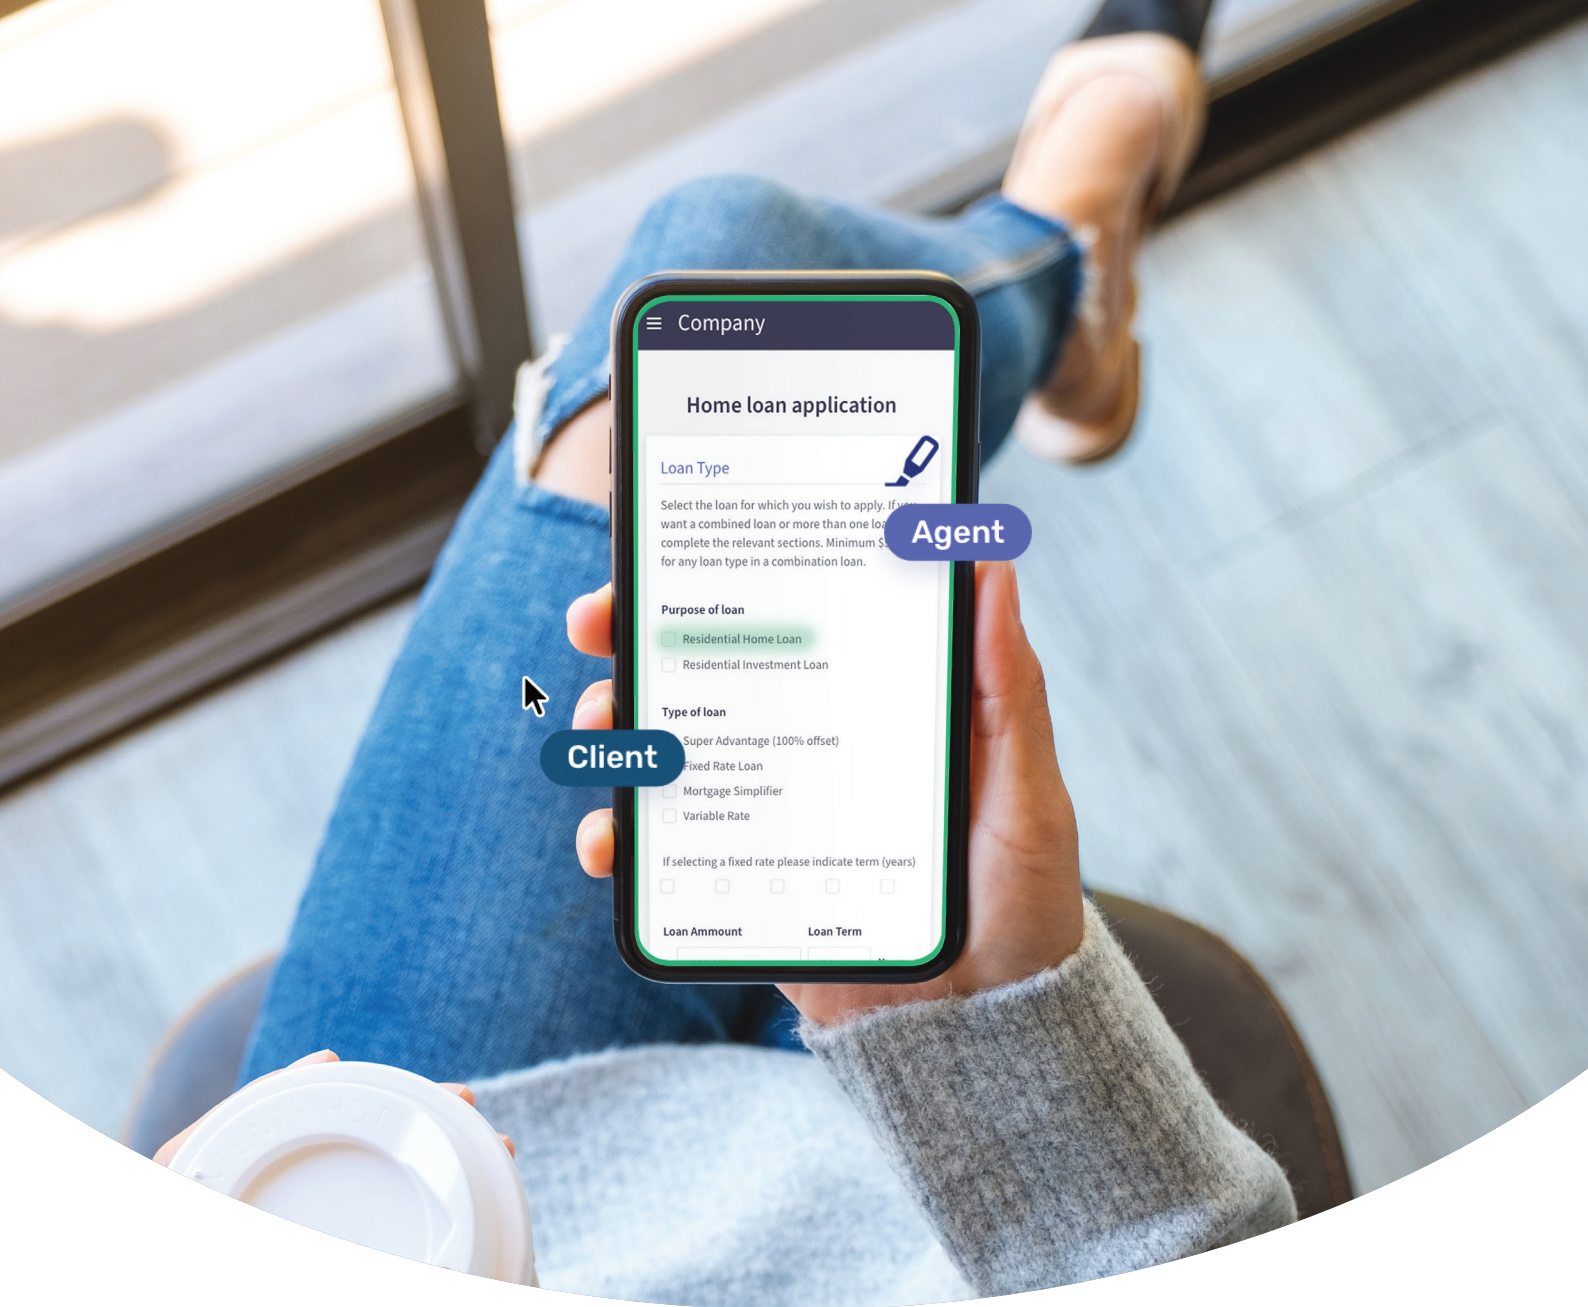 Company
Home loan application
Loan Type
Select the loan for which you wish to apply. If you
want a combined loan or more than one
complete the relevant sections. Minimum
for any loan type in a combination loan.
Agent
Purpose of loan
Residential Home Loan
Residential Investment Loan
Type of loan
Super Advantage (100% offset)
Client
Fixed Rate Loan
Mortgage Simplifier
Variable Rate
If selecting a fixed rate please indicate term (years)
Loan Ammount Loan Term
HOT